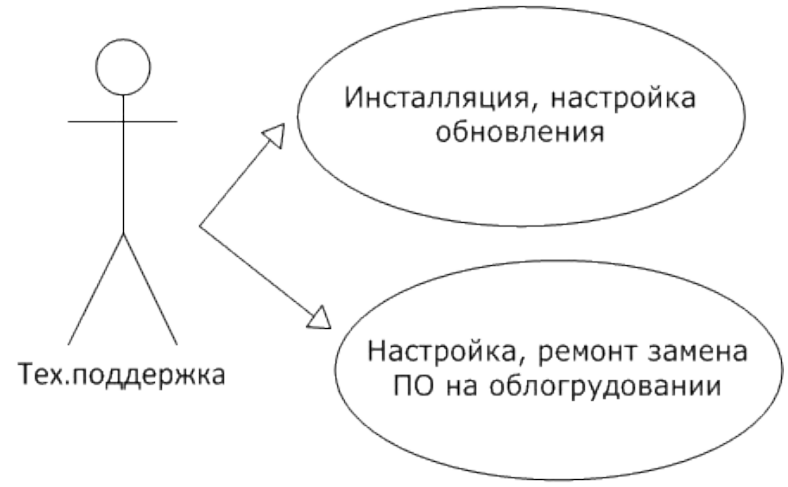 Инсталляция, настройка
обновления
Настройка, ремонт замена
ПО на облогрудовании
Тех.поддержка